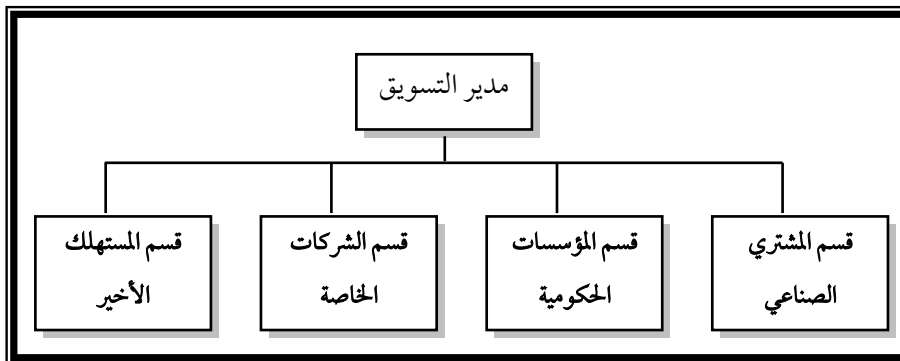 مدير التسويق
قسم المشتري
الصناعي
قسم المؤسسات
الحكومية
قسم الشركات
الخاصة
قسم المستهلك
الأخير